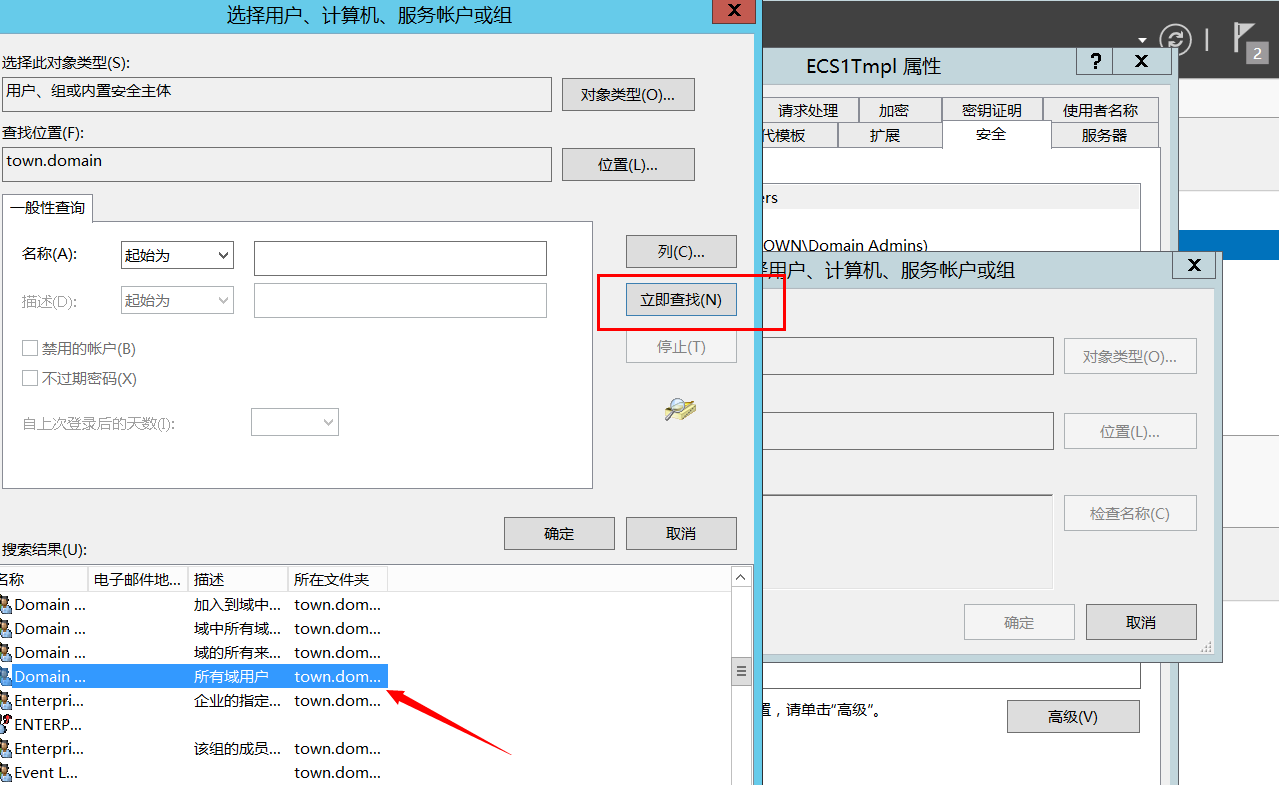 选择用户、计算机、服务帐户或组
选择此对象类型(S):
用户、组或内置安全主体
对象类型(O)...
查找位置(F):
town.domain
位置(L)...
一般性查询
名称(A):
起始为
描述(D):
起始为
禁用的帐户(B)
不过期密码(X)
自上次登录后的天数(I):
列(C)...
立即查找(N)
停止(T)
确定
取消
搜索结果(U):
名称 电子邮件地... 描述 所在文件夹
Domain ... 加入到域中... town.dom...
Domain ... 域中所有域... town.dom...
Domain ... 域的所有来... town.dom...
Domain ... 所有域用户 town.dom...
Enterpri... 企业的指定... town.dom...
ENTERP...
Enterpri... 该组的成员... town.dom...
Event L... town.dom...
2
ECS1Tmpl 属性
?
请求处理 加密 密钥证明 使用者名称
代模板 扩展 安全 服务器
ers
OWN\Domain Admins)
择用户、计算机、服务帐户或组
对象类型(O)...
位置(L)...
检查名称(C)
确定
取消
置，请单击“高级”。
高级(V)